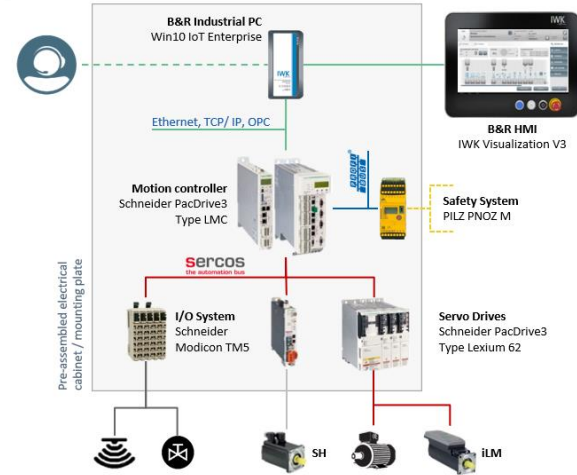 B&R Industrial PC
Win10 IoT Enterprise
IWK
IWK
B&R HMI
IWK Visualization V3
Ethernet, TCP/ IP, OPC
Motion controller
Schneider PacDrive3
Type LMC
Safety System
PILZ PNOZ M
sercos
the automation bus
Pre-assembled electrical
cabinet / mounting plate
I/O System
Schneider
Modicon TM5
Servo Drives
Schneider PacDrive3
Type Lexium 62
SH
iLM